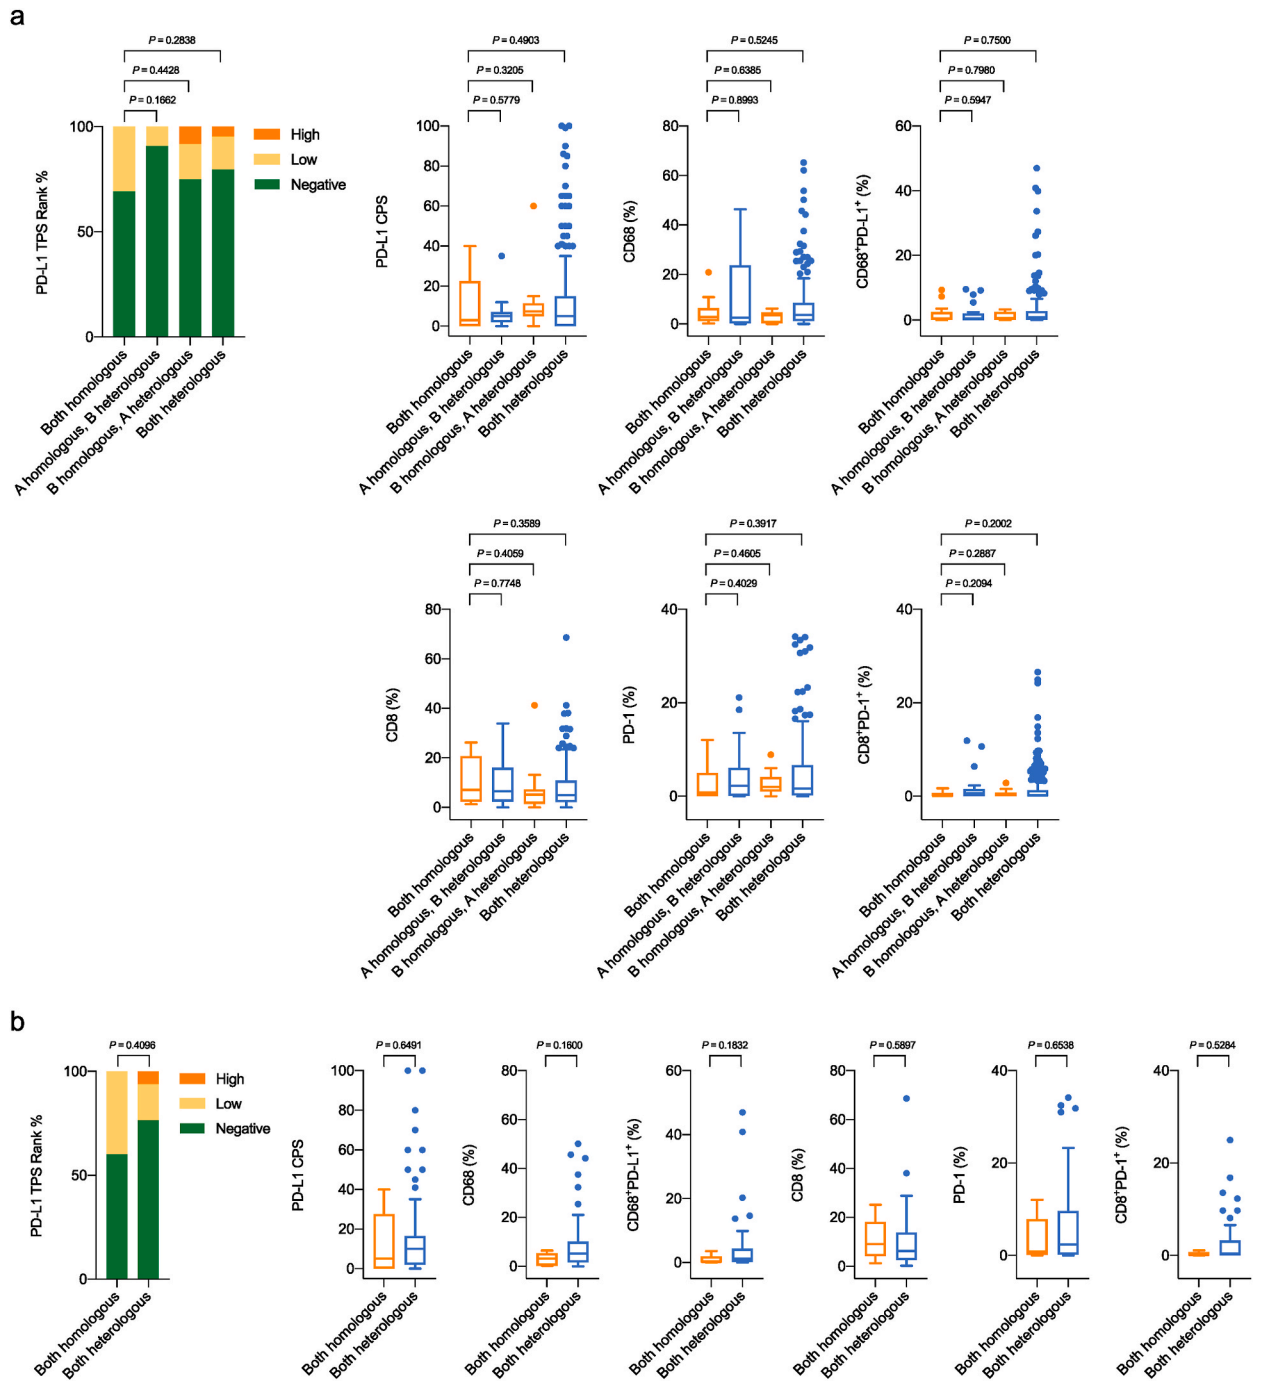 a
P = 0.2838
P = 0.4428
P = 0.1662
PD-L1 TPS Rank %
100
50
0
High
Low
Negative
Both homologous
A homologous, B heterologous
B homologous, A heterologous
Both heterologous
P = 0.4903
P = 0.3205
P = 0.5779
PD-L1 CPS
100
80
60
40
20
0
Both homologous
A homologous, B heterologous
B homologous, A heterologous
Both heterologous
P = 0.5245
P = 0.6385
P = 0.8993
CD68 (%)
80
60
40
20
0
Both homologous
A homologous, B heterologous
B homologous, A heterologous
Both heterologous
P = 0.7500
P = 0.7980
P = 0.5947
CD68⁺PD-L1⁺ (%)
60
40
20
0
Both homologous
A homologous, B heterologous
B homologous, A heterologous
Both heterologous
P = 0.3589
P = 0.4059
P = 0.7748
CD8 (%)
80
60
40
20
0
Both homologous
A homologous, B heterologous
B homologous, A heterologous
Both heterologous
P = 0.3917
P = 0.4605
P = 0.4029
PD-1 (%)
40
20
0
Both homologous
A homologous, B heterologous
B homologous, A heterologous
Both heterologous
P = 0.2002
P = 0.2887
P = 0.2094
CD8⁺PD-1⁺ (%)
40
20
0
Both homologous
A homologous, B heterologous
B homologous, A heterologous
Both heterologous
b
P = 0.4096
PD-L1 TPS Rank %
100
50
0
High
Low
Negative
Both homologous
Both heterologous
P = 0.6491
PD-L1 CPS
100
80
60
40
20
0
Both homologous
Both heterologous
P = 0.1600
CD68 (%)
80
60
40
20
0
Both homologous
Both heterologous
P = 0.1832
CD68⁺PD-L1⁺ (%)
60
40
20
0
Both homologous
Both heterologous
P = 0.5897
CD8 (%)
80
60
40
20
0
Both homologous
Both heterologous
P = 0.6538
PD-1 (%)
40
20
0
Both homologous
Both heterologous
P = 0.5284
CD8⁺PD-1⁺ (%)
40
20
0
Both homologous
Both heterologous